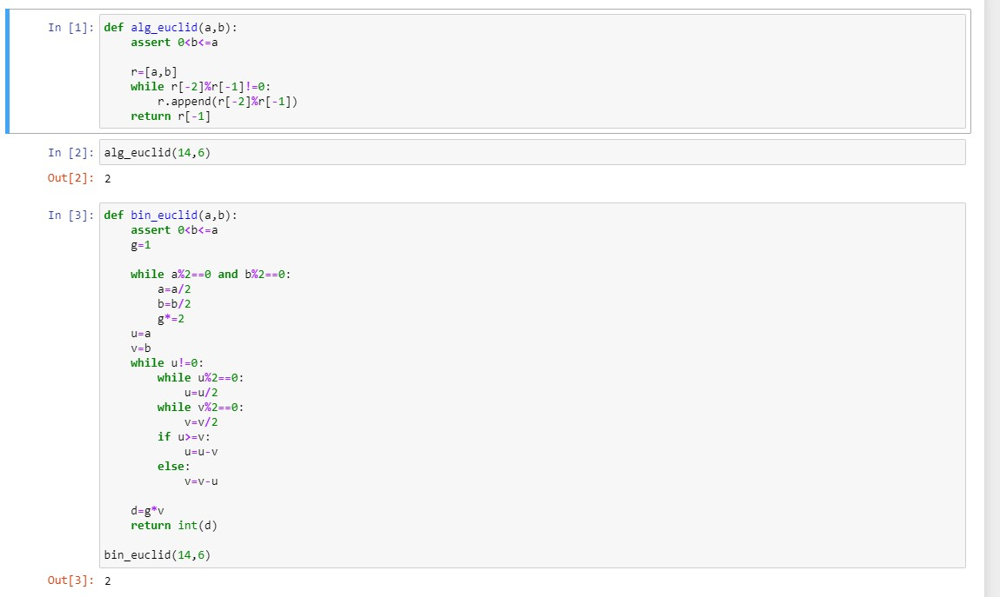 In [1]: def alg_euclid(a,b):
    assert 0<b<=a
    r=[a,b]
    while r[-2]%r[-1]!=0:
        r.append(r[-2]%r[-1])
    return r[-1]
In [2]: alg_euclid(14,6)
Out[2]: 2
In [3]: def bin_euclid(a,b):
    assert 0<b<=a
    g=1
    while a%2==0 and b%2==0:
        a=a/2
        b=b/2
        g*=2
    u=a
    v=b
    while u!=0:
        while u%2==0:
            u=u/2
        while v%2==0:
            v=v/2
        if u>=v:
            u=u-v
        else:
            v=v-u
    d=g*v
    return int(d)
bin_euclid(14,6)
Out[3]: 2